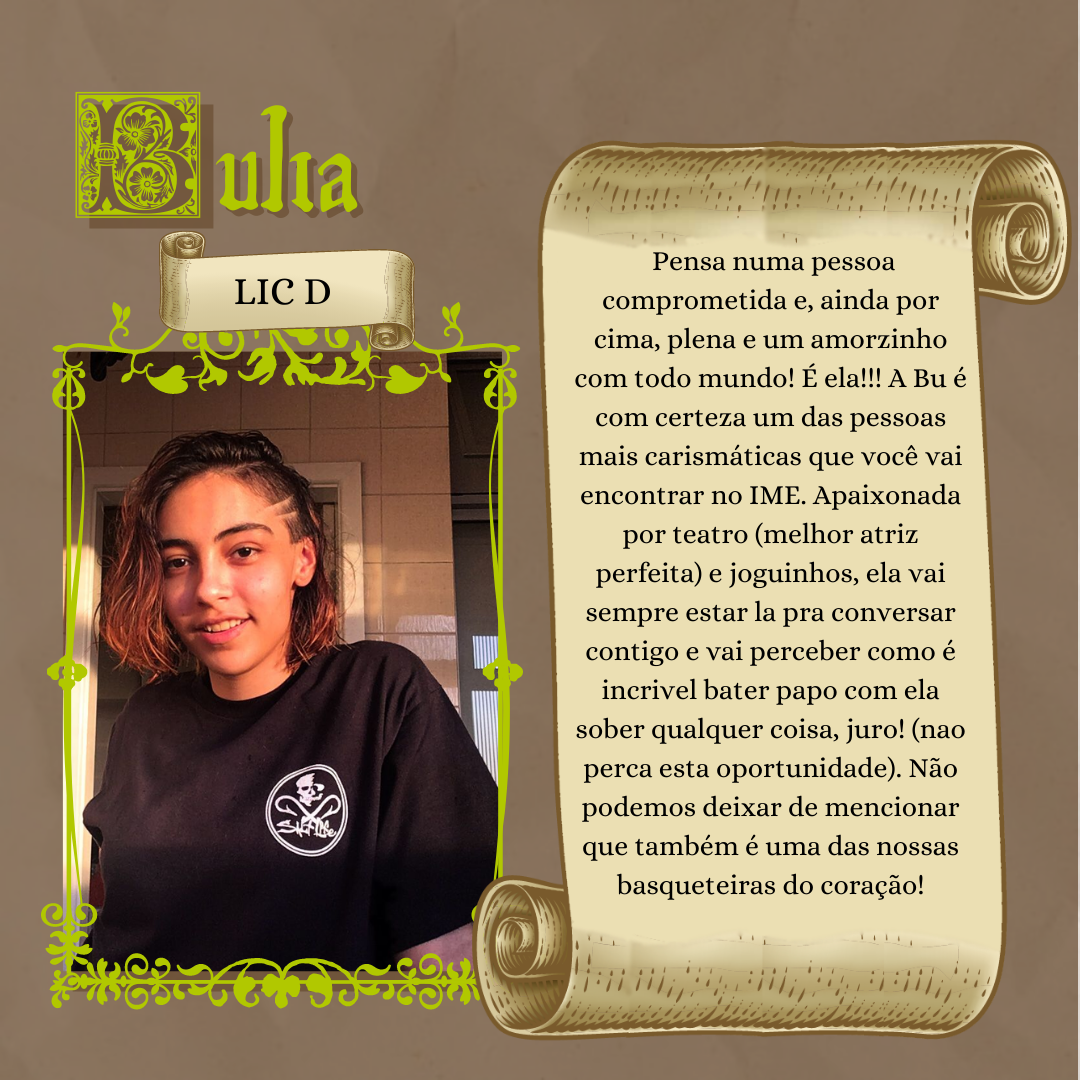 Bulia
LIC D
Pensa numa pessoa
comprometida e, ainda por
cima, plena e um amorzinho
com todo mundo! É ela!!! A Bu é
com certeza um das pessoas
mais carismáticas que você vai
encontrar no IME. Apaixonada
por teatro (melhor atriz
perfeita) e joguinhos, ela vai
sempre estar la pra conversar
contigo e vai perceber como é
incrivel bater papo com ela
sober qualquer coisa, juro! (nao
perca esta oportunidade). Não
podemos deixar de mencionar
que também é uma das nossas
basqueteiras do coração!